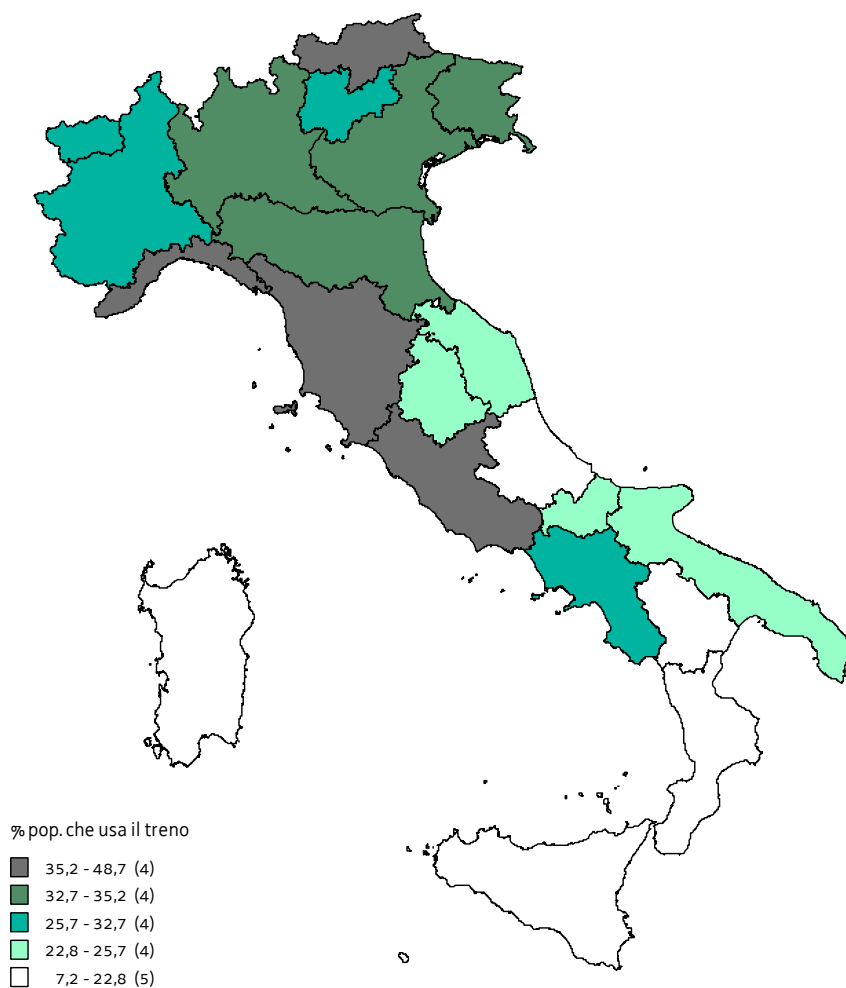 % pop. che usa il treno
35,2 - 48,7 (4)
32,7 - 35,2 (4)
25,7 - 32,7 (4)
22,8 - 25,7 (4)
7,2 - 22,8 (5)